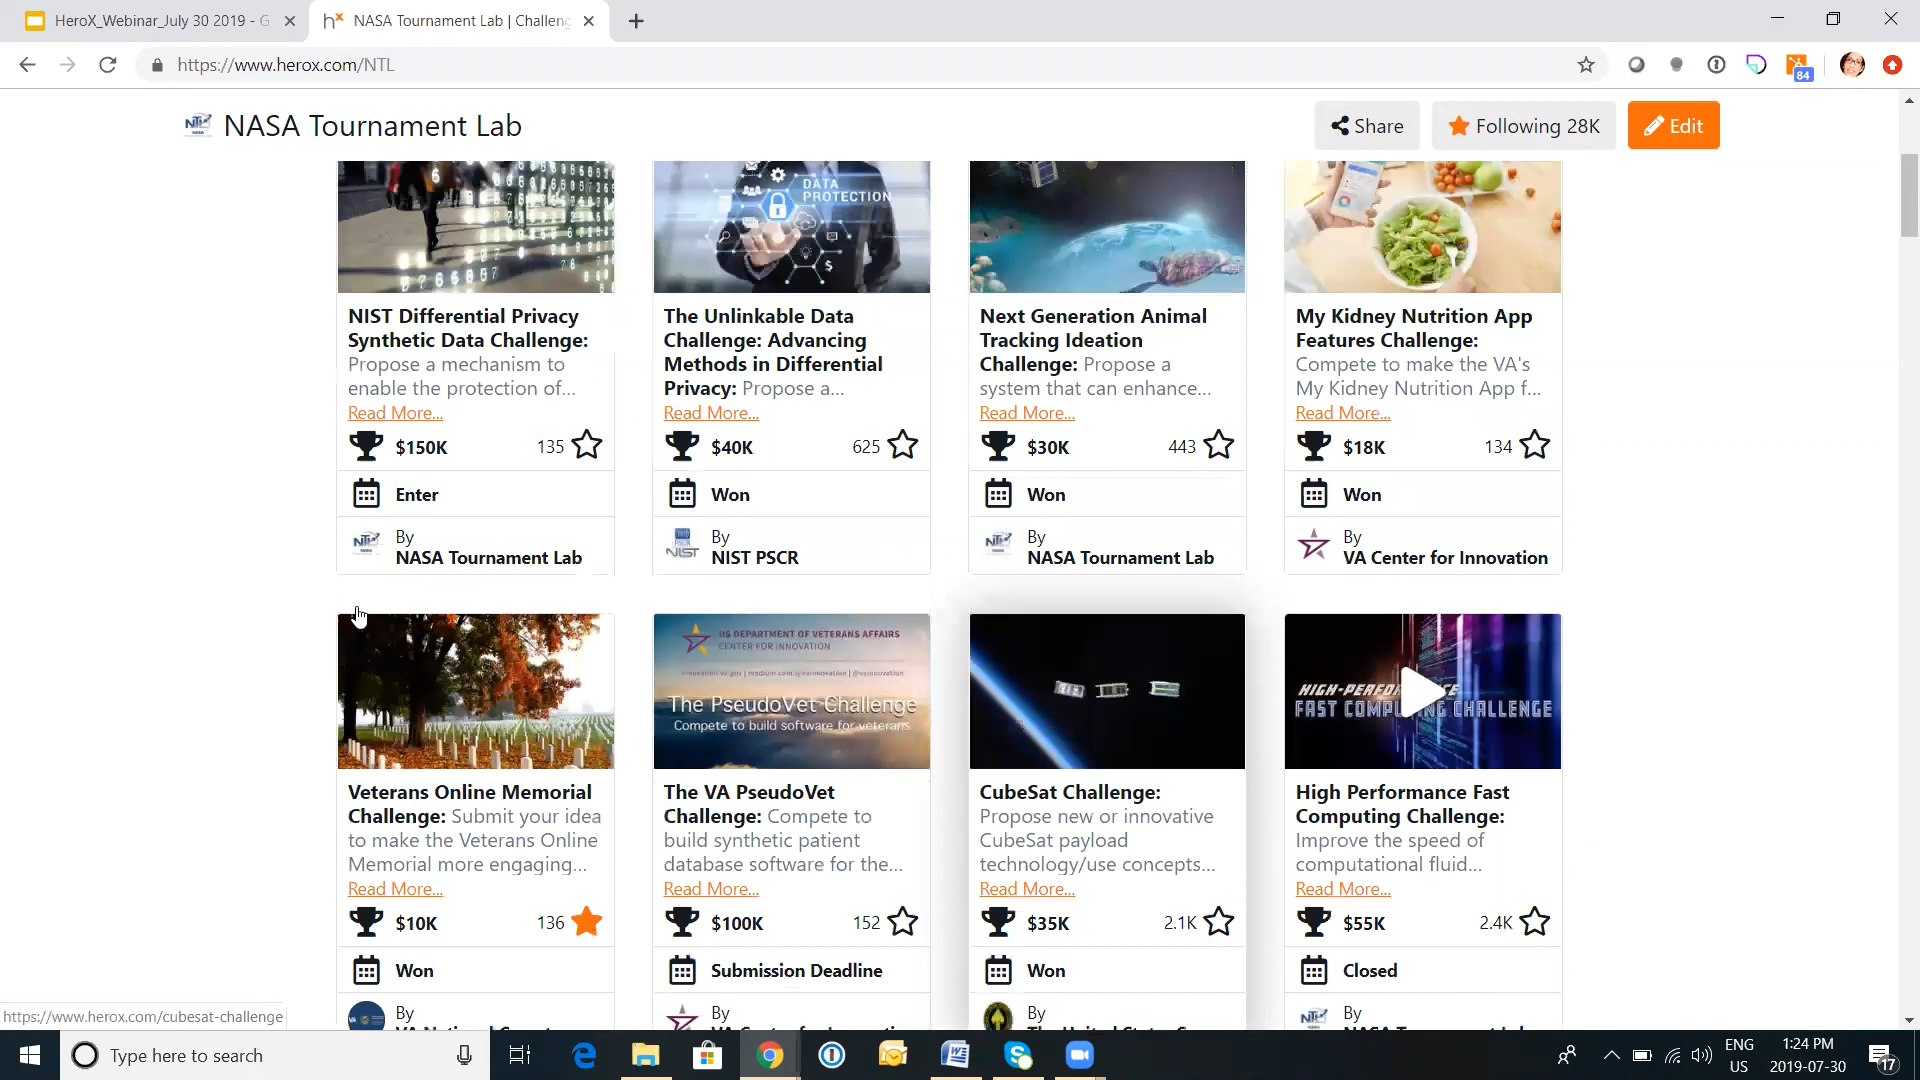 HeroX_Webinar_July 30 2019 - G
hx NASA Tournament Lab | Challeng
https://www.herox.com/NTL
84
NASA Tournament Lab
Share
Following 28K
Edit
DATA
PROTECTION
NIST Differential Privacy
Synthetic Data Challenge:
Propose a mechanism to
enable the protection of...
Read More...
$150K
135
Enter
By
NASA Tournament Lab
The Unlinkable Data
Challenge: Advancing
Methods in Differential
Privacy: Propose a...
Read More...
$40K
625
Won
By
NIST PSCR
Next Generation Animal
Tracking Ideation
Challenge: Propose a
system that can enhance...
Read More...
$30K
443
Won
By
NASA Tournament Lab
My Kidney Nutrition App
Features Challenge:
Compete to make the VA's
My Kidney Nutrition App f...
Read More...
$18K
134
Won
By
VA Center for Innovation
Veterans Online Memorial
Challenge: Submit your idea
to make the Veterans Online
Memorial more engaging...
Read More...
$10K
136
Won
By
US DEPARTMENT OF VETERANS AFFAIRS
CENTER FOR INNOVATION
The PseudoVet Challenge
Compete to build software for veterans
The VA PseudoVet
Challenge: Compete to
build synthetic patient
database software for the...
Read More...
$100K
152
Submission Deadline
By
CubeSat Challenge:
Propose new or innovative
CubeSat payload
technology/use concepts...
Read More...
$35K
2.1K
Won
By
HIGH-PERFORMANCE
FAST COMPUTING CHALLENGE
High Performance Fast
Computing Challenge:
Improve the speed of
computational fluid...
Read More...
$55K
2.4K
Closed
By
https://www.herox.com/cubesat-challenge
Type here to search
ENG
US
1:24 PM
2019-07-30
17